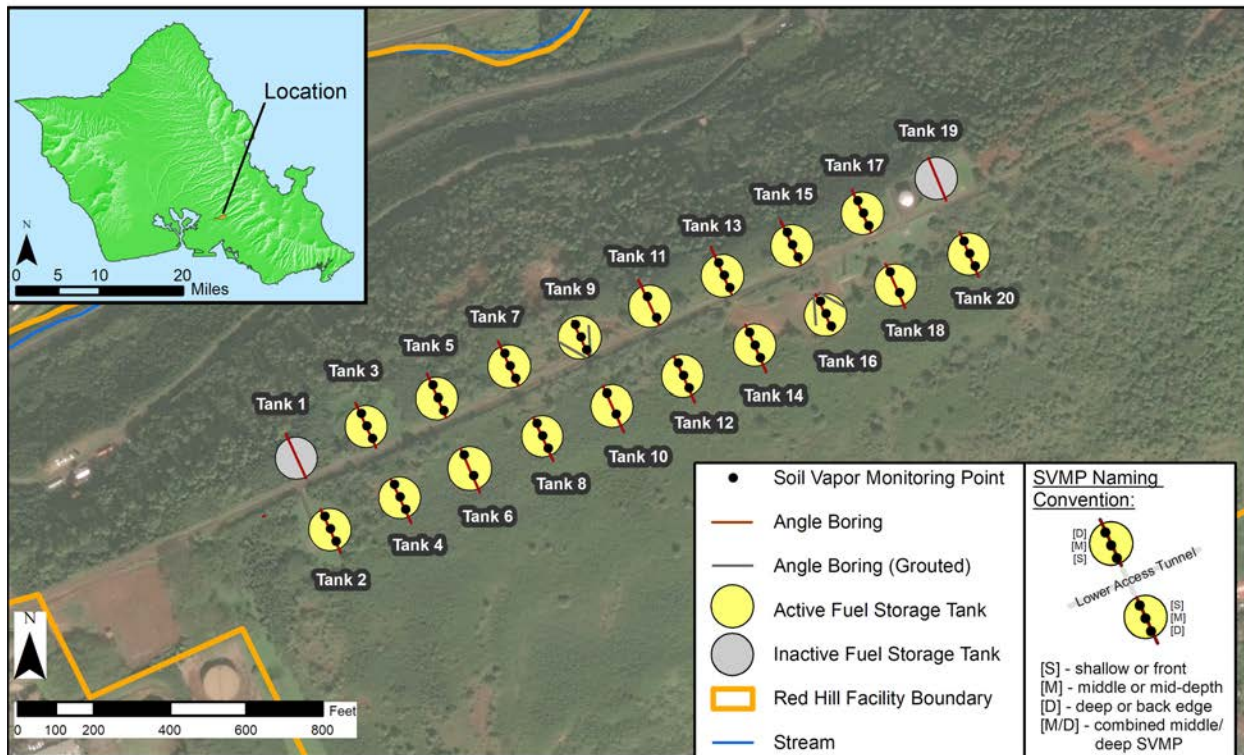 Location
N
0 5 10 20
Miles
Tank 19
Tank 17
Tank 15
Tank 13
Tank 11
Tank 9
Tank 7
Tank 5
Tank 3
Tank 1
Tank 20
Tank 18
Tank 16
Tank 14
Tank 12
Tank 10
Tank 8
Tank 6
Tank 4
Tank 2
N
Feet
0 100 200 400 600 800
Soil Vapor Monitoring Point
Angle Boring
Angle Boring (Grouted)
Active Fuel Storage Tank
Inactive Fuel Storage Tank
Red Hill Facility Boundary
Stream
SVMP Naming
Convention:
[D]
[M]
[S]
Lower Access Tunnel
[S]
[M]
[D]
[S] - shallow or front
[M] - middle or mid-depth
[D] - deep or back edge
[M/D] - combined middle/
deep SVMP